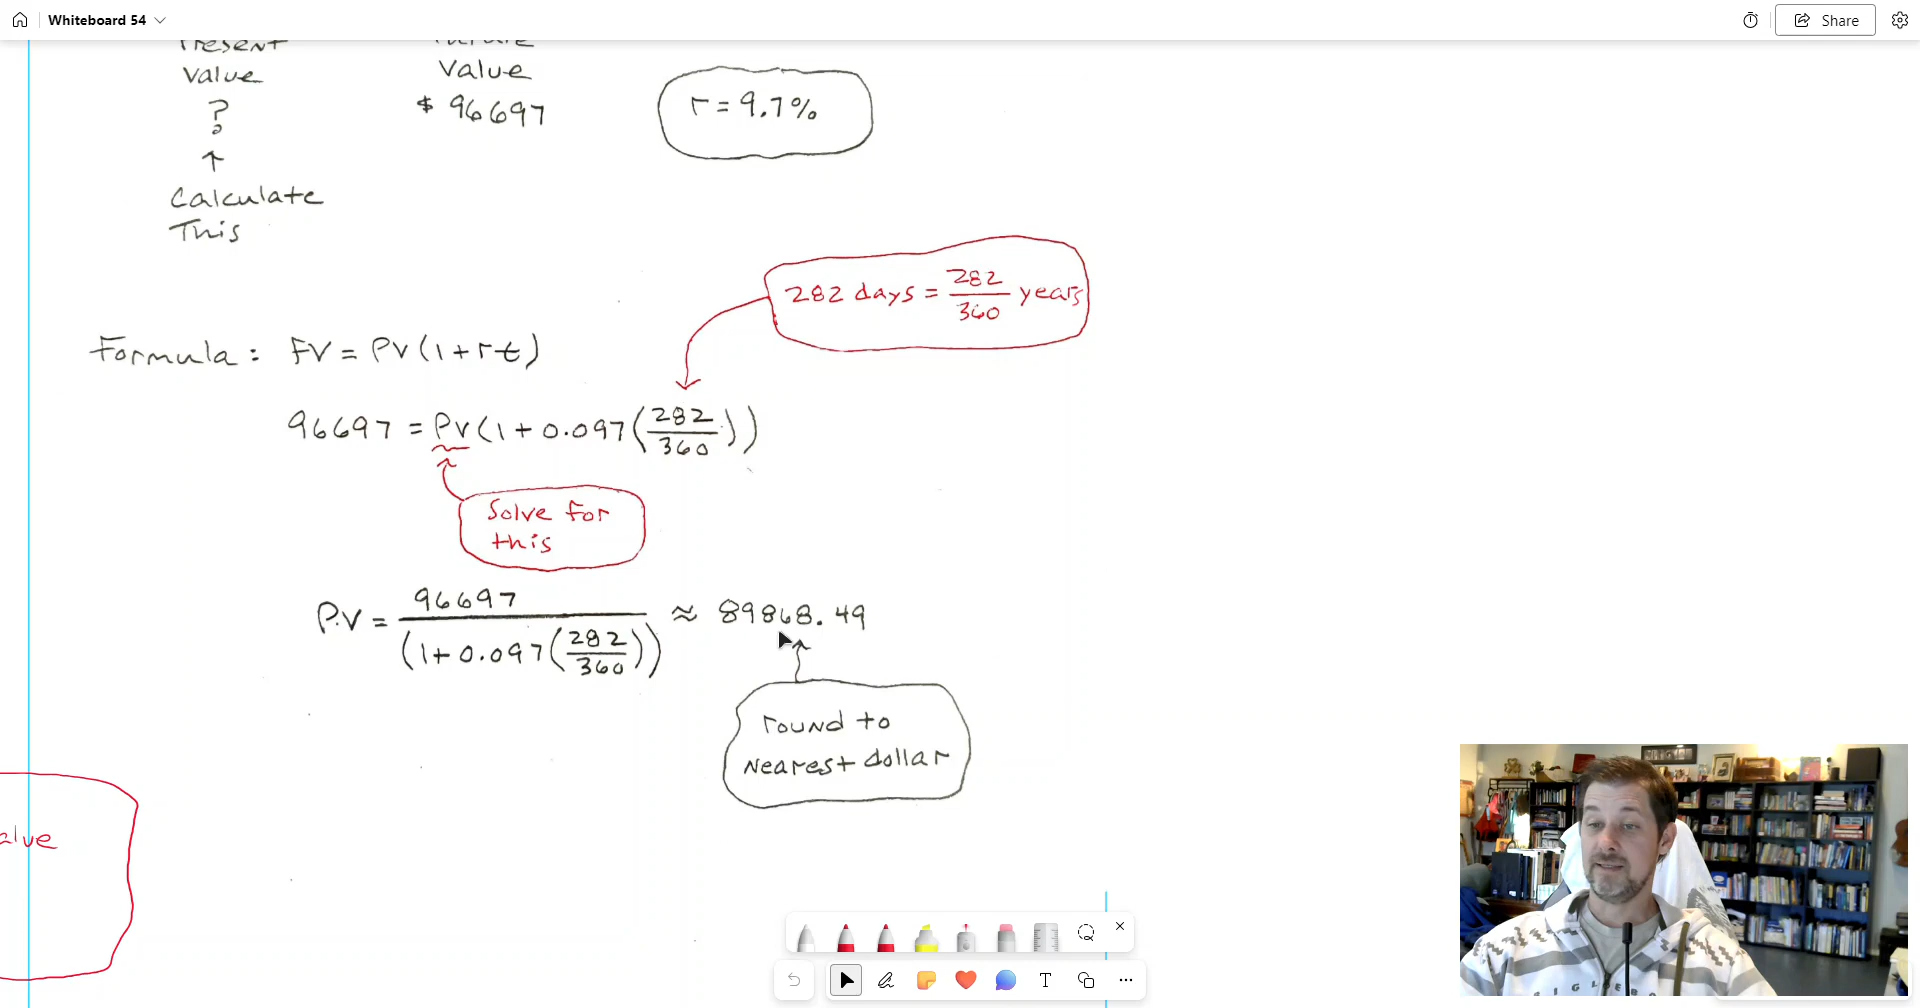 Whiteboard 54
Share
Present
Value
?
Calculate
This
Future
Value
$ 96697
r = 9.7%
282 days = 282/360 years
Formula: FV = PV(1+rt)
96697 = PV(1+0.097(282/360))
Solve for
this
PV = 96697/(1+0.097(282/360)) ≈ 89868.49
round to
nearest dollar
T